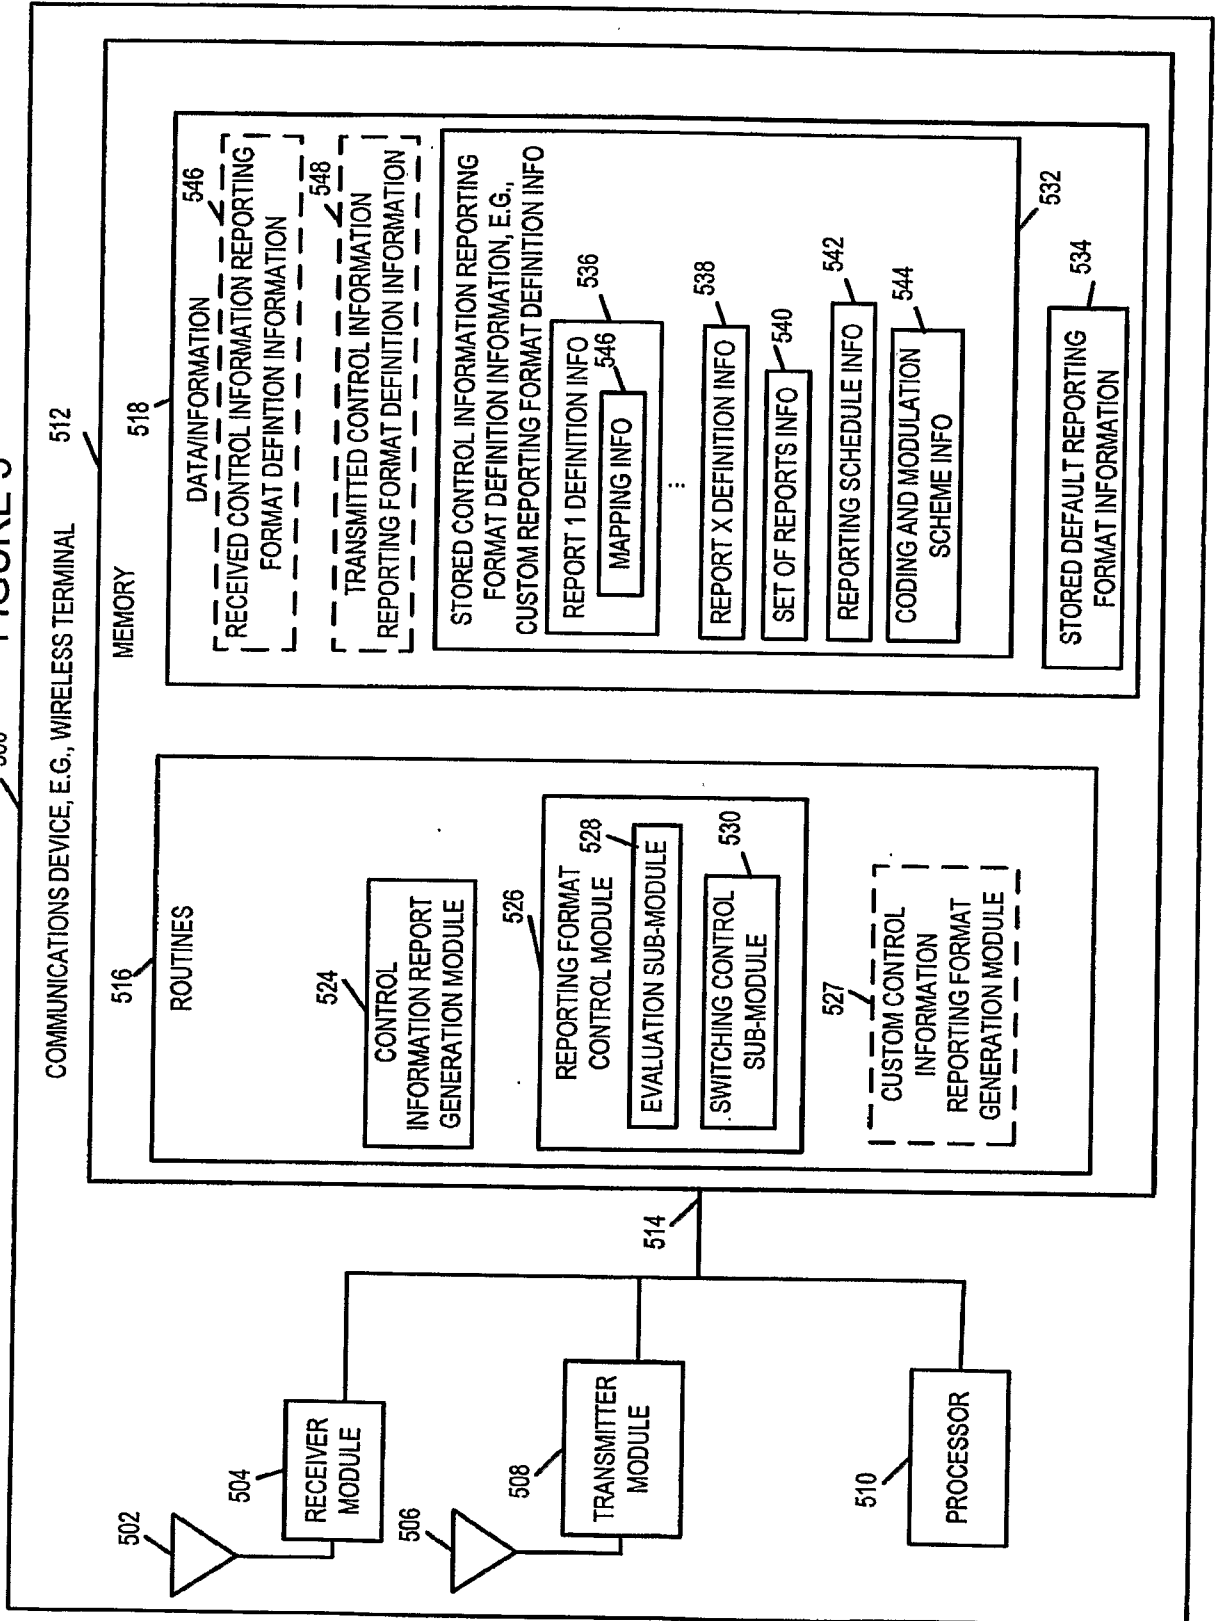 FIGURE 5
500
COMMUNICATIONS DEVICE, E.G., WIRELESS TERMINAL
512
MEMORY
502
504
RECEIVER
MODULE
506
508
TRANSMITTER
MODULE
510
PROCESSOR
514
516
ROUTINES
524
CONTROL
INFORMATION REPORT
GENERATION MODULE
526
REPORTING FORMAT
CONTROL MODULE
528
EVALUATION SUB-MODULE
530
SWITCHING CONTROL
SUB-MODULE
527
CUSTOM CONTROL
INFORMATION
REPORTING FORMAT
GENERATION MODULE
518
DATA/INFORMATION
546
RECEIVED CONTROL INFORMATION REPORTING
FORMAT DEFINTION INFORMATION
548
TRANSMITTED CONTROL INFORMATION
REPORTING FORMAT DEFINITION INFORMATION
STORED CONTROL INFORMATION REPORTING
FORMAT DEFINITION INFORMATION, E.G.,
CUSTOM REPORTING FORMAT DEFINITION INFO
536
REPORT 1 DEFINITION INFO
546
MAPPING INFO
...
538
REPORT X DEFINITION INFO
540
SET OF REPORTS INFO
542
REPORTING SCHEDULE INFO
544
CODING AND MODULATION
SCHEME INFO
532
534
STORED DEFAULT REPORTING
FORMAT INFORMATION